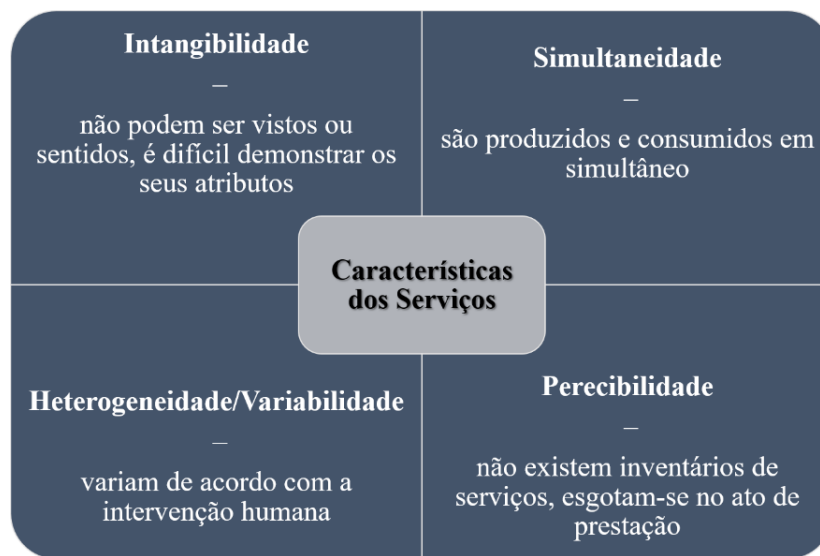 Intangibilidade
–
não podem ser vistos ou
sentidos, é difícil demonstrar os
seus atributos
Simultaneidade
–
são produzidos e consumidos em
simultâneo
Características
dos Serviços
Heterogeneidade/Variabilidade
–
variam de acordo com a
intervenção humana
Perecibilidade
–
não existem inventários de
serviços, esgotam-se no ato de
prestação